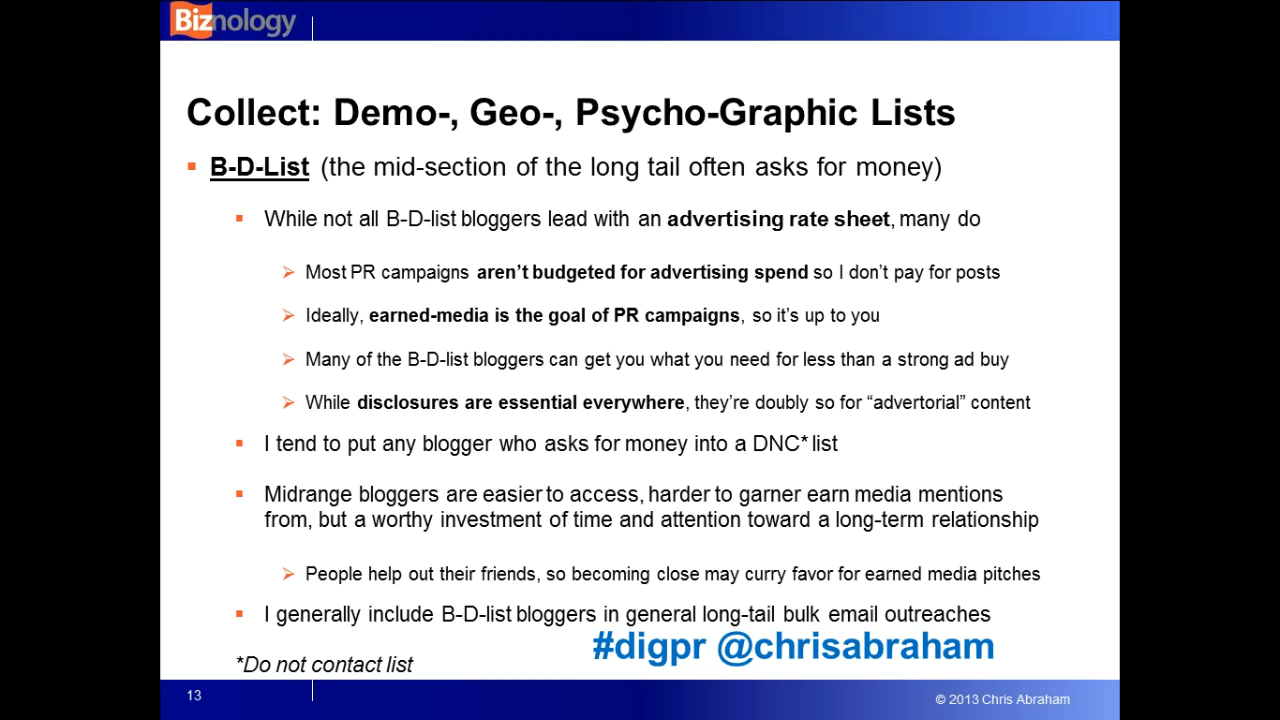 Biznology
Collect: Demo-, Geo-, Psycho-Graphic Lists
B-D-List (the mid-section of the long tail often asks for money)
While not all B-D-list bloggers lead with an advertising rate sheet, many do
Most PR campaigns aren't budgeted for advertising spend so I don't pay for posts
Ideally, earned-media is the goal of PR campaigns, so it's up to you
Many of the B-D-list bloggers can get you what you need for less than a strong ad buy
While disclosures are essential everywhere, they're doubly so for “advertorial” content
I tend to put any blogger who asks for money into a DNC* list
Midrange bloggers are easier to access, harder to garner earn media mentions
from, but a worthy investment of time and attention toward a long-term relationship
People help out their friends, so becoming close may curry favor for earned media pitches
I generally include B-D-list bloggers in general long-tail bulk email outreaches
#digpr @chrisabraham
*Do not contact list
13
© 2013 Chris Abraham